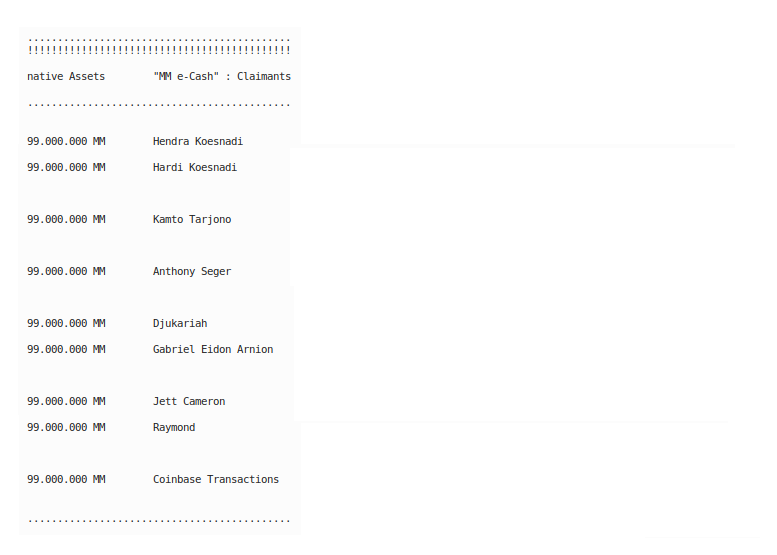 ............................................
!!!!!!!!!!!!!!!!!!!!!!!!!!!!!!!!!!!!!!!!!!!!
native Assets        "MM e-Cash" : Claimants
............................................
99.000.000 MM        Hendra Koesnadi
99.000.000 MM        Hardi Koesnadi
99.000.000 MM        Kamto Tarjono
99.000.000 MM        Anthony Seger
99.000.000 MM        Djukariah
99.000.000 MM        Gabriel Eidon Arnion
99.000.000 MM        Jett Cameron
99.000.000 MM        Raymond
99.000.000 MM        Coinbase Transactions
............................................